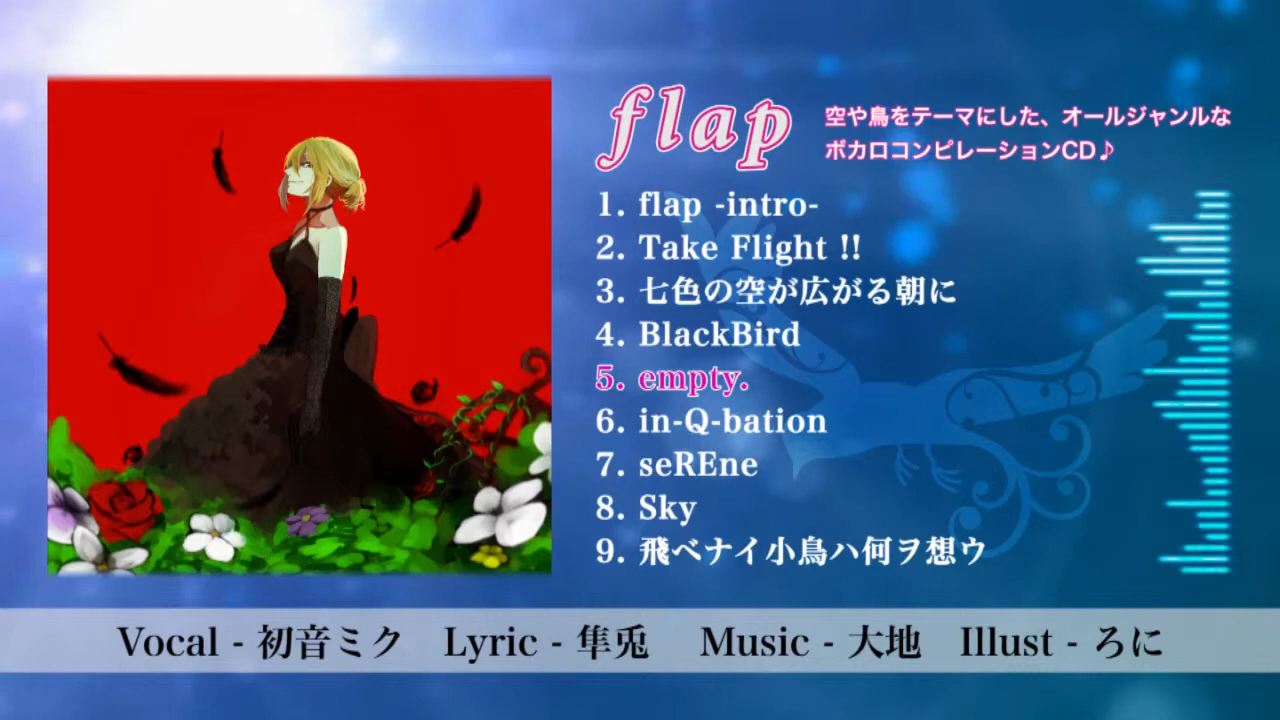 flap
空や鳥をテーマにした、オールジャンルな
ボカロコンピレーションCD♪
1. flap -intro-
2. Take Flight !!
3. 七色の空が広がる朝に
4. BlackBird
5. empty.
6. in-Q-bation
7. seREne
8. Sky
9. 飛べナイ小鳥ハ何ヲ想ウ
Vocal - 初音ミク Lyric - 隼兎 Music - 大地 Illust - ろに